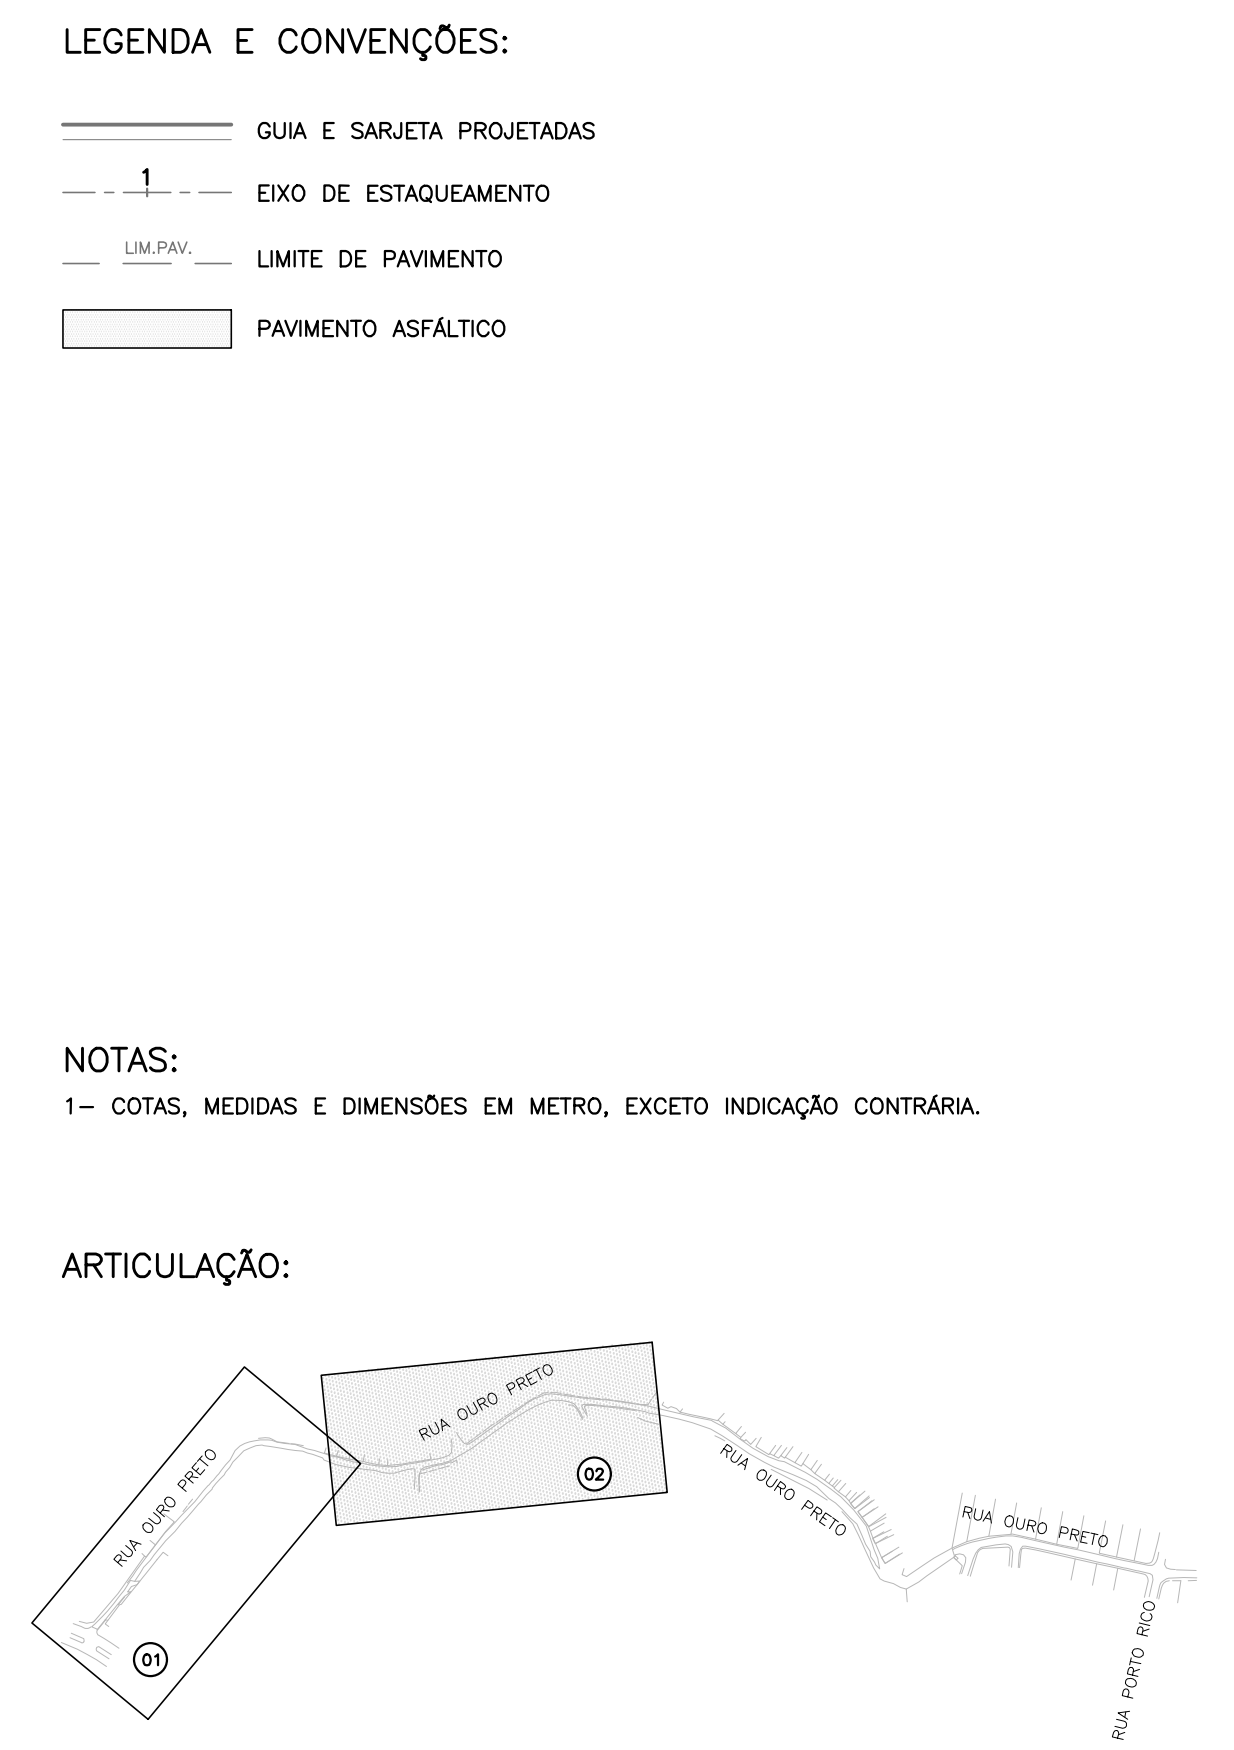 LEGENDA E CONVENÇÕES:
GUIA E SARJETA PROJETADAS
1
EIXO DE ESTAQUEAMENTO
LIM.PAV.
LIMITE DE PAVIMENTO
PAVIMENTO ASFÁLTICO
NOTAS:
1- COTAS, MEDIDAS E DIMENSÕES EM METRO, EXCETO INDICAÇÃO CONTRÁRIA.
ARTICULAÇÃO:
RUA OURO PRETO
01
RUA OURO PRETO
02
RUA OURO PRETO
RUA OURO PRETO
RUA PORTO RICO